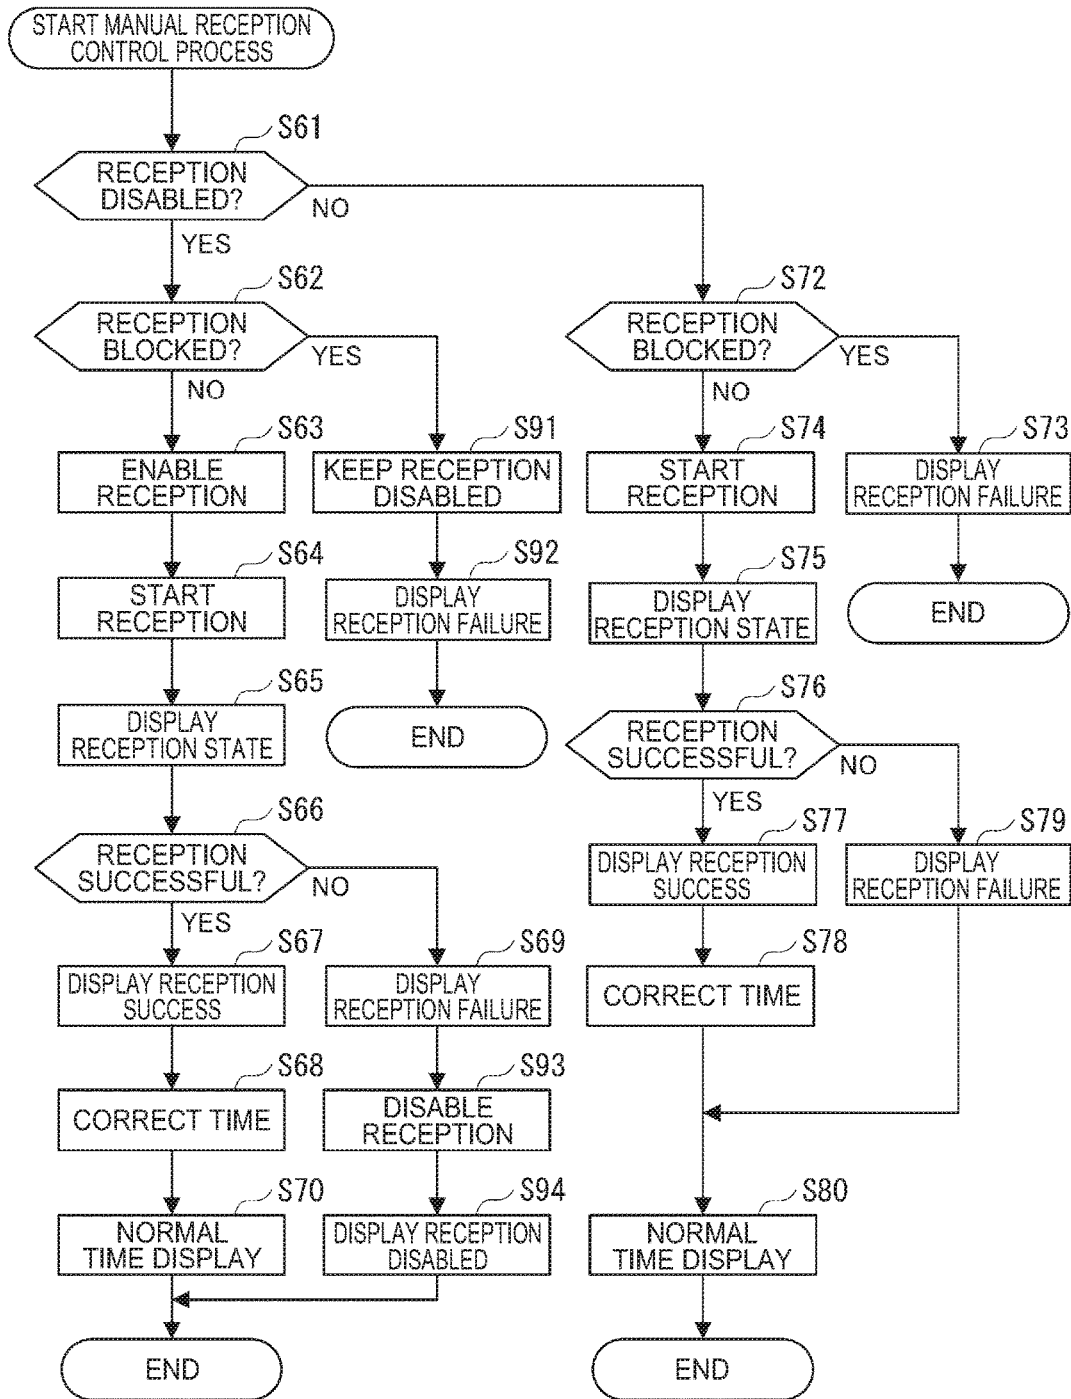 START MANUAL RECEPTION
CONTROL PROCESS
S61
RECEPTION
DISABLED?
NO
YES
S62
RECEPTION
BLOCKED?
YES
NO
S72
RECEPTION
BLOCKED?
YES
NO
S63
ENABLE
RECEPTION
S91
KEEP RECEPTION
DISABLED
S74
START
RECEPTION
S73
DISPLAY
RECEPTION FAILURE
S64
START
RECEPTION
S92
DISPLAY
RECEPTION FAILURE
S75
DISPLAY
RECEPTION STATE
END
S65
DISPLAY
RECEPTION STATE
END
S76
RECEPTION
SUCCESSFUL?
NO
YES
S66
RECEPTION
SUCCESSFUL?
NO
YES
S77
DISPLAY RECEPTION
SUCCESS
S79
DISPLAY
RECEPTION FAILURE
S67
DISPLAY RECEPTION
SUCCESS
S69
DISPLAY
RECEPTION FAILURE
S78
CORRECT TIME
S68
CORRECT TIME
S93
DISABLE
RECEPTION
S70
NORMAL
TIME DISPLAY
S94
DISPLAY RECEPTION
DISABLED
S80
NORMAL
TIME DISPLAY
END
END